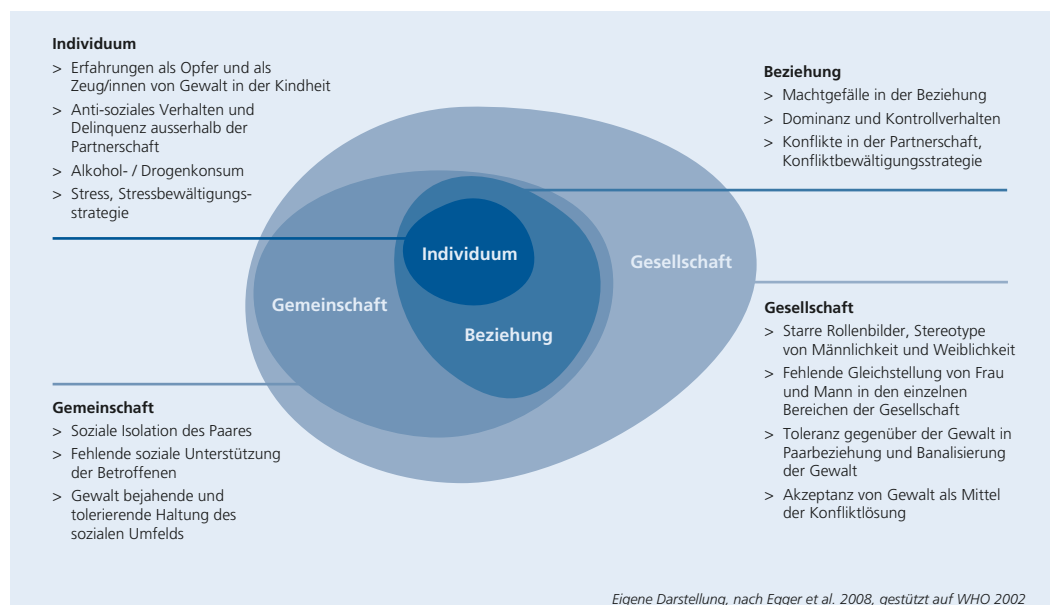 Individuum
> Erfahrungen als Opfer und als
Zeug/innen von Gewalt in der Kindheit
> Anti-soziales Verhalten und
Delinquenz ausserhalb der
Partnerschaft
> Alkohol- / Drogenkonsum
> Stress, Stressbewältigungs-
strategie
Beziehung
> Machtgefälle in der Beziehung
> Dominanz und Kontrollverhalten
> Konflikte in der Partnerschaft,
Konfliktbewältigungsstrategie
Individuum
Gesellschaft
Gemeinschaft
Beziehung
Gemeinschaft
> Soziale Isolation des Paares
> Fehlende soziale Unterstützung
der Betroffenen
> Gewalt bejahende und
tolerierende Haltung des
sozialen Umfelds
Gesellschaft
> Starre Rollenbilder, Stereotype
von Männlichkeit und Weiblichkeit
> Fehlende Gleichstellung von Frau
und Mann in den einzelnen
Bereichen der Gesellschaft
> Toleranz gegenüber der Gewalt in
Paarbeziehung und Banalisierung
der Gewalt
> Akzeptanz von Gewalt als Mittel
der Konfliktlösung
Eigene Darstellung, nach Egger et al. 2008, gestützt auf WHO 2002